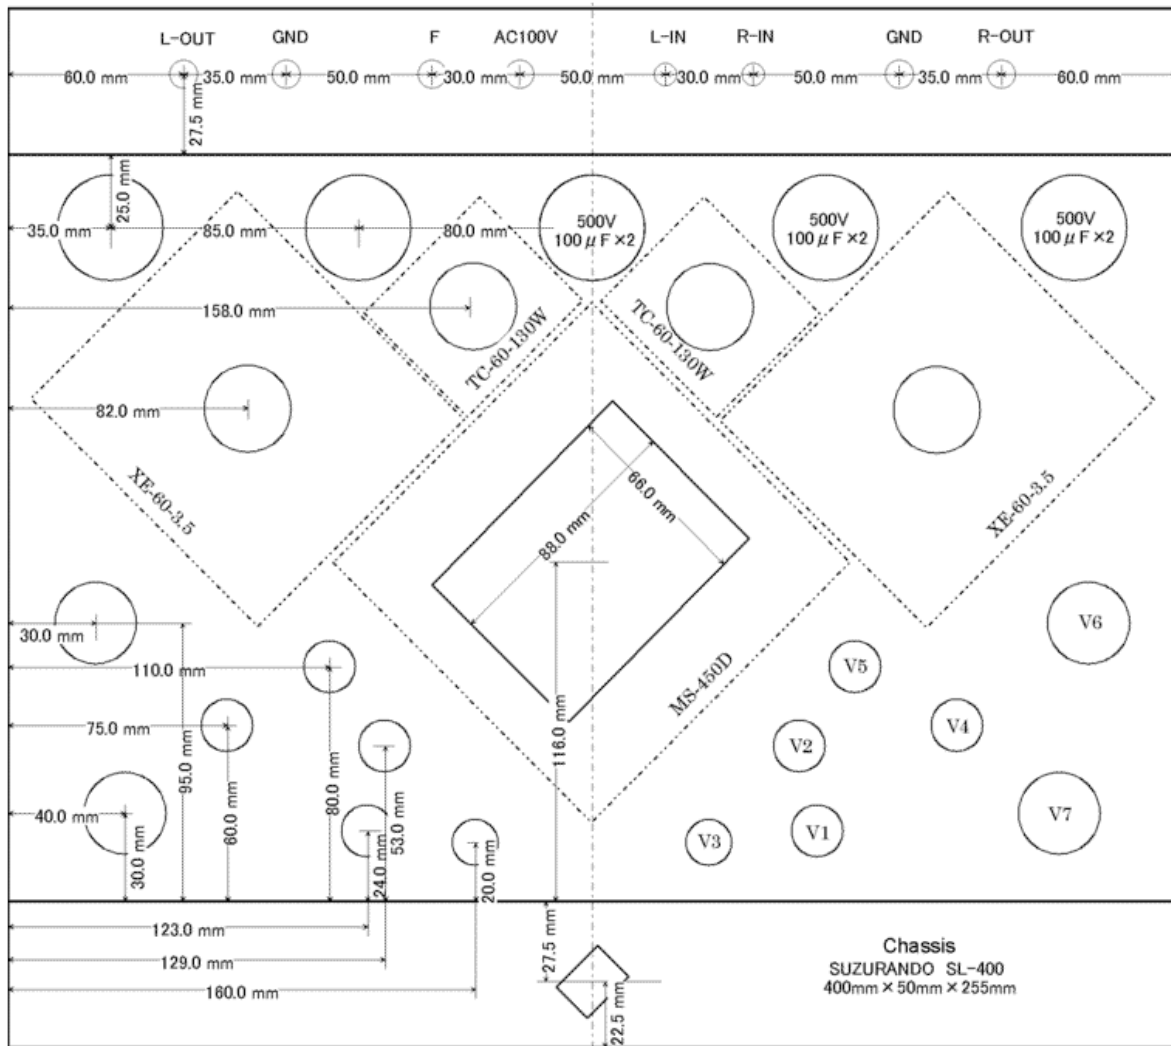 L-OUT GND F AC100V L-IN R-IN GND R-OUT
60.0 mm 35.0 mm 50.0 mm 30.0 mm 50.0 mm 30.0 mm 50.0 mm 35.0 mm 60.0 mm
27.5 mm
25.0 mm
500V
100μF×2
500V
100μF×2
500V
100μF×2
35.0 mm 85.0 mm 80.0 mm
158.0 mm
TC-60-130W
TC-60-130W
82.0 mm
XE-60-3.5
XE-60-3.5
66.0 mm
88.0 mm
30.0 mm
V6
110.0 mm
V5
MS-450D
75.0 mm
V4
V2
95.0 mm
116.0 mm
80.0 mm
60.0 mm
53.0 mm
40.0 mm
V7
V3
V1
30.0 mm
24.0 mm
20.0 mm
123.0 mm
129.0 mm
160.0 mm
27.5 mm
22.5 mm
Chassis
SUZURANDO SL-400
400mm×50mm×255mm